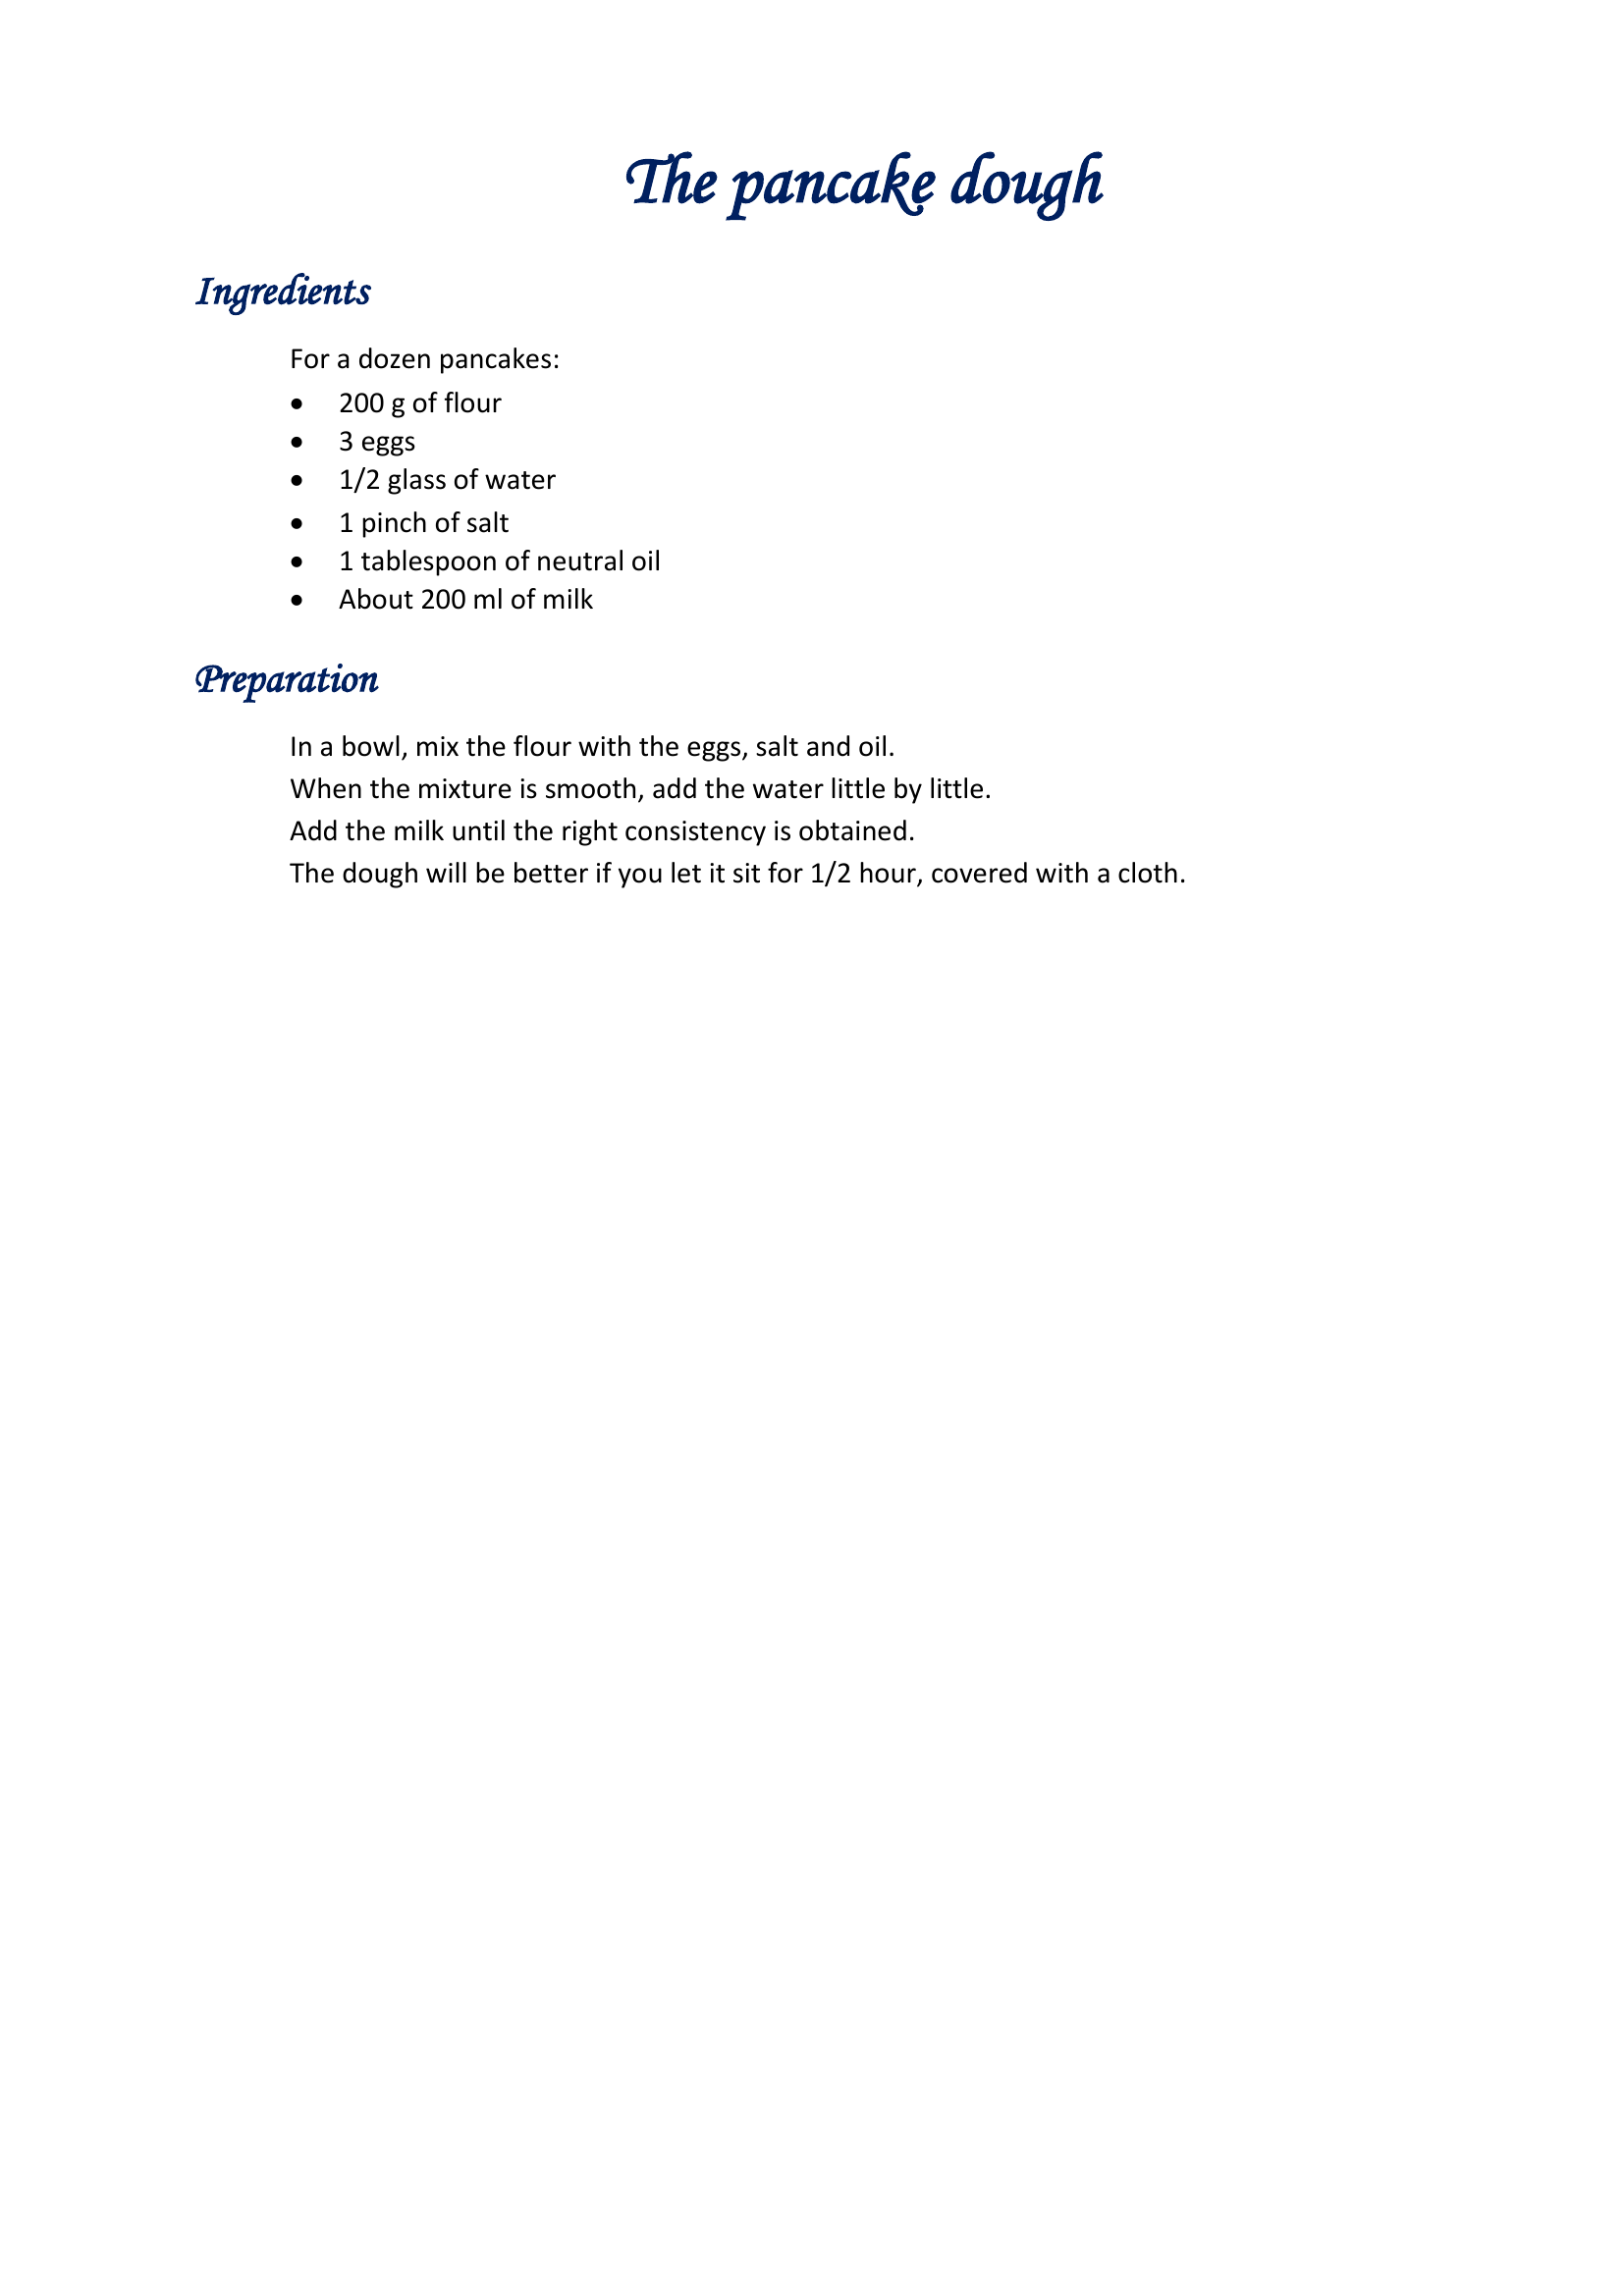 The pancake dough
Ingredients
For a dozen pancakes:
• 200 g of flour
• 3 eggs
• 1/2 glass of water
• 1 pinch of salt
• 1 tablespoon of neutral oil
• About 200 ml of milk
Preparation
In a bowl, mix the flour with the eggs, salt and oil.
When the mixture is smooth, add the water little by little.
Add the milk until the right consistency is obtained.
The dough will be better if you let it sit for 1/2 hour, covered with a cloth.